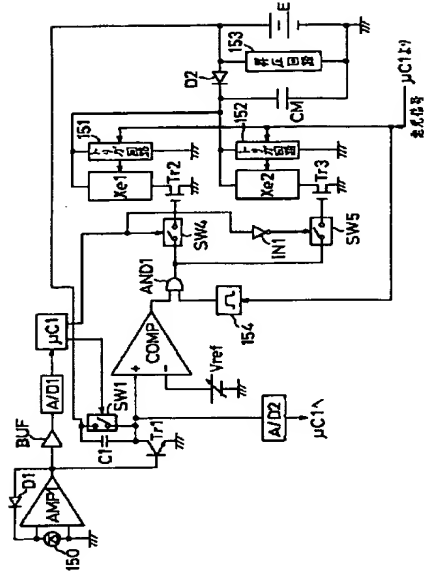 E
153
昇圧回路
D2
CM
151
トリガ回路
Xe1
Tr2
152
トリガ回路
Xe2
Tr3
μC1より
発光信号
SW4
IN1
SW5
AND1
154
COMP
Vref
μC1
A/D1
BUF
SW1
C1
Tr1
A/D2
μC1へ
D1
AMP1
150